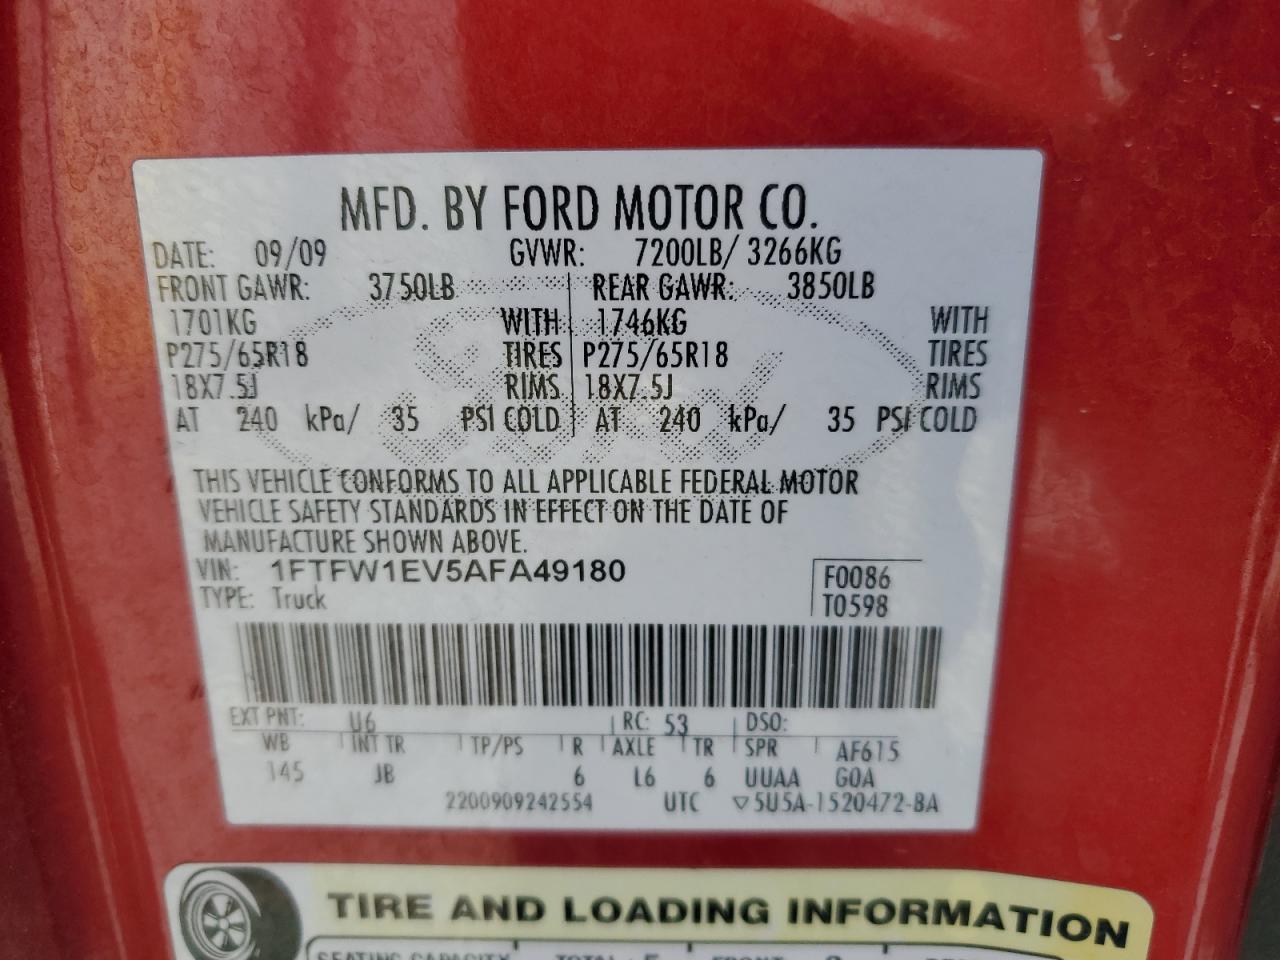 MFD. BY FORD MOTOR CO.
DATE: 09/09 GVWR: 7200LB/ 3266KG
FRONT GAWR: 3750LB REAR GAWR: 3850LB
1701KG WITH 1746KG WITH
P275/65R18 TIRES P275/65R18 TIRES
18X7.5J RIMS 18X7.5J RIMS
AT 240 kPa/ 35 PSI COLD AT 240 kPa/ 35 PSI COLD
THIS VEHICLE CONFORMS TO ALL APPLICABLE FEDERAL MOTOR
VEHICLE SAFETY STANDARDS IN EFFECT ON THE DATE OF
MANUFACTURE SHOWN ABOVE.
VIN: 1FTFW1EV5AFA49180 F0086
TYPE: Truck T0598
EXT PNT: U6 RC: 53 DSO:
WB INT TR TP/PS R AXLE TR SPR AF615
145 JB 6 L6 6 UUAA GOA
2200909242554 UTC ▽5U5A-1520472-BA
TIRE AND LOADING INFORMATION
SEATING CAPACITY TOTAL FRONT